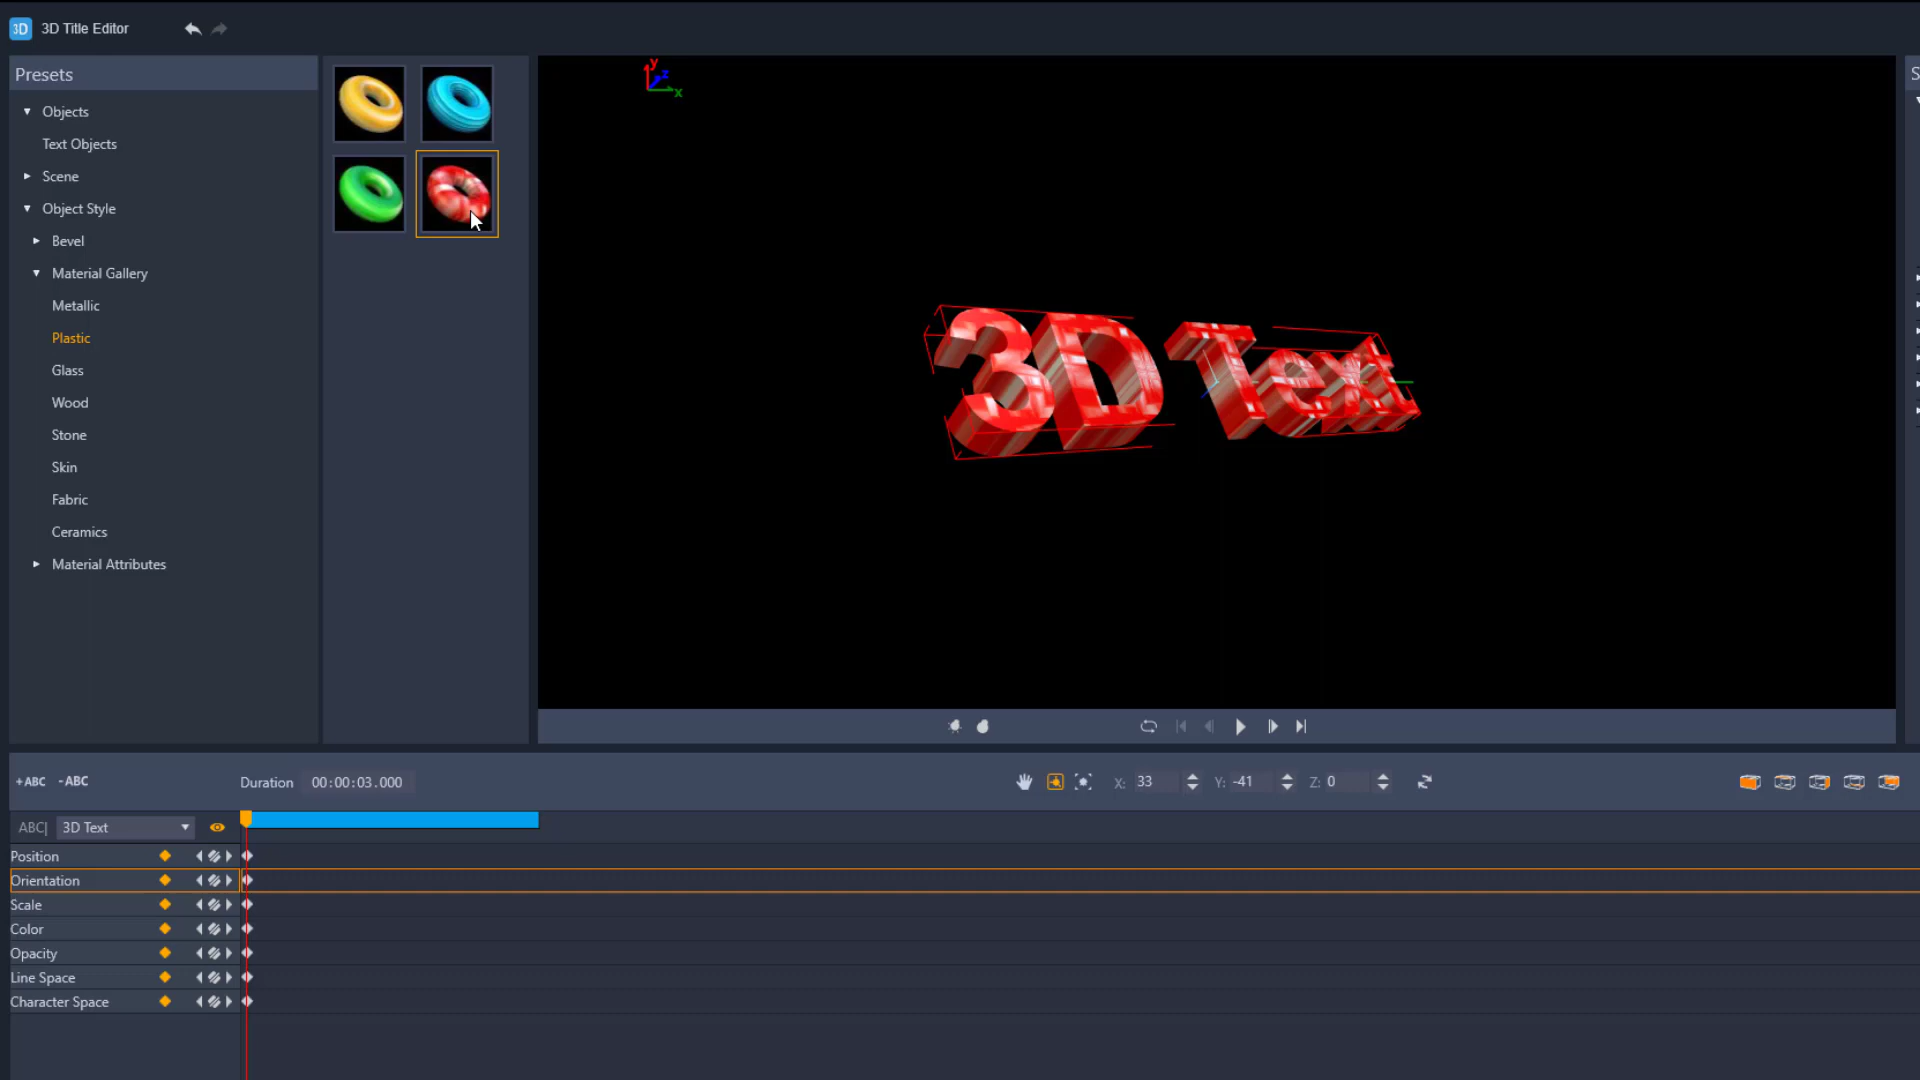 3D 3D Title Editor
Presets
Objects
Text Objects
Scene
Object Style
Bevel
Material Gallery
Metallic
Plastic
Glass
Wood
Stone
Skin
Fabric
Ceramics
Material Attributes
y
z
x
3D Text
S
+ABC -ABC
Duration 00:00:03.000
X: 33 Y: -41 Z: 0
ABC| 3D Text
Position
Orientation
Scale
Color
Opacity
Line Space
Character Space